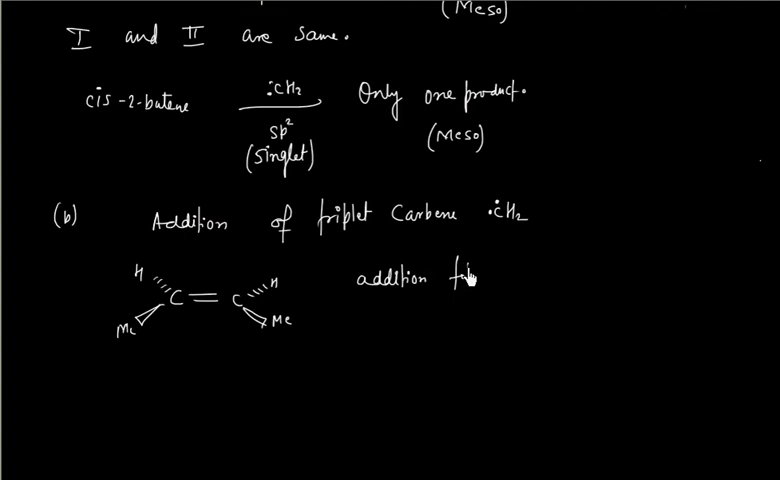 (Meso)
I and II are same.
cis-2-butene :CH2 Only one product.
sp2 (Meso)
(singlet)
(b) Addition of triplet Carbene ·ĊH2
H H
C = C addition
Me Me